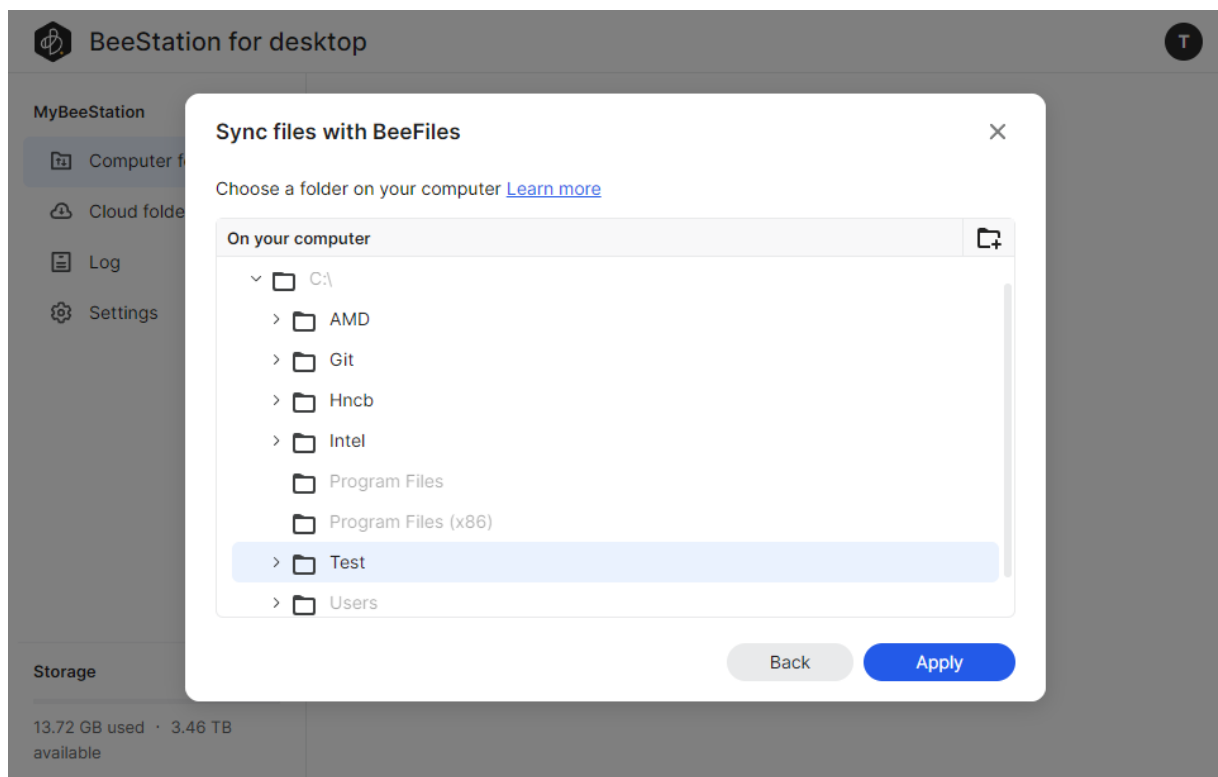 BeeStation for desktop
T
MyBeeStation
Computer
Cloud folde
Log
Settings
Storage
13.72 GB used · 3.46 TB
available
Sync files with BeeFiles
Choose a folder on your computer Learn more
On your computer
C:\
AMD
Git
Hncb
Intel
Program Files
Program Files (x86)
Test
Users
Back
Apply